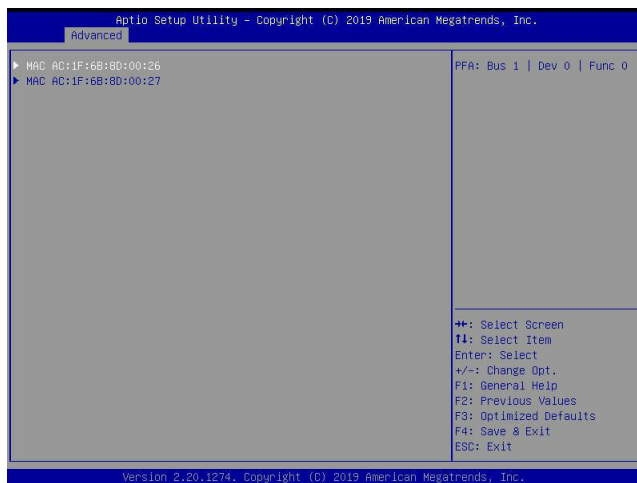 Aptio Setup Utility – Copyright (C) 2019 American Megatrends, Inc.
Advanced
▶ MAC AC:1F:6B:8D:00:26
▶ MAC AC:1F:6B:8D:00:27
PFA: Bus 1 | Dev 0 | Func 0
→←: Select Screen
↑↓: Select Item
Enter: Select
+/-: Change Opt.
F1: General Help
F2: Previous Values
F3: Optimized Defaults
F4: Save & Exit
ESC: Exit
Version 2.20.1274. Copyright (C) 2019 American Megatrends, Inc.